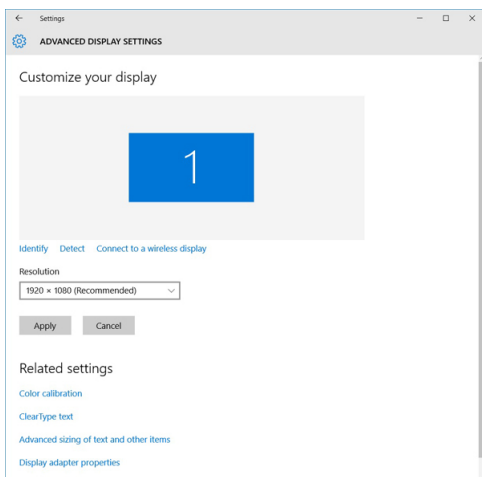 Settings
ADVANCED DISPLAY SETTINGS
Customize your display
1
Identify Detect Connect to a wireless display
Resolution
1920 × 1080 (Recommended)
Apply Cancel
Related settings
Color calibration
ClearType text
Advanced sizing of text and other items
Display adapter properties